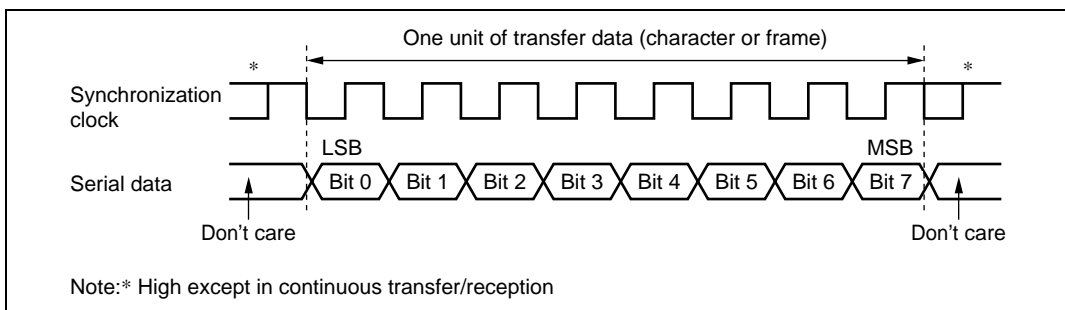 One unit of transfer data (character or frame)
* *
Synchronization
clock
LSB MSB
Serial data Bit 0 Bit 1 Bit 2 Bit 3 Bit 4 Bit 5 Bit 6 Bit 7
Don't care Don't care
Note:* High except in continuous transfer/reception